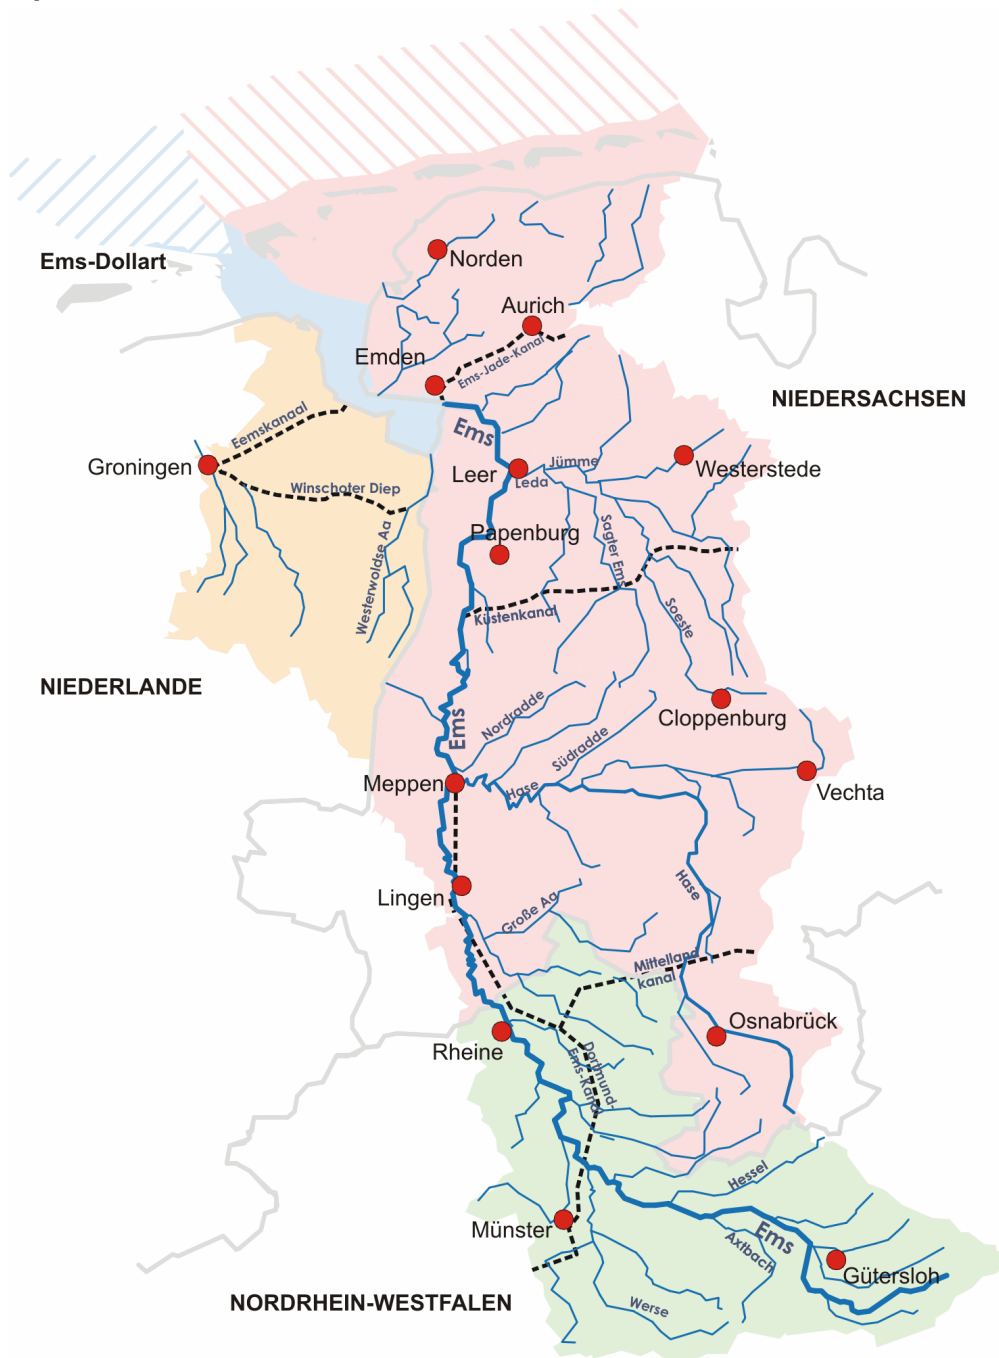 Ems-Dollart
Norden
Aurich
Emden
Ems-Jade-Kanal
NIEDERSACHSEN
Eemskanaal
Ems
Groningen
Leer
Jümme
Westerstede
Leda
Winschoter Diep
Papenburg
Sagter Ems
Westerwoldse Aa
Küstenkanal
Soeste
NIEDERLANDE
Cloppenburg
Nordradde
Ems
Südradde
Meppen
Hase
Vechta
Lingen
Hase
Große Aa
Mittelland
kanal
Osnabrück
Rheine
Dortmund-
Ems-Kanal
Hessel
Münster
Ems
Axtbach
Gütersloh
NORDRHEIN-WESTFALEN
Werse